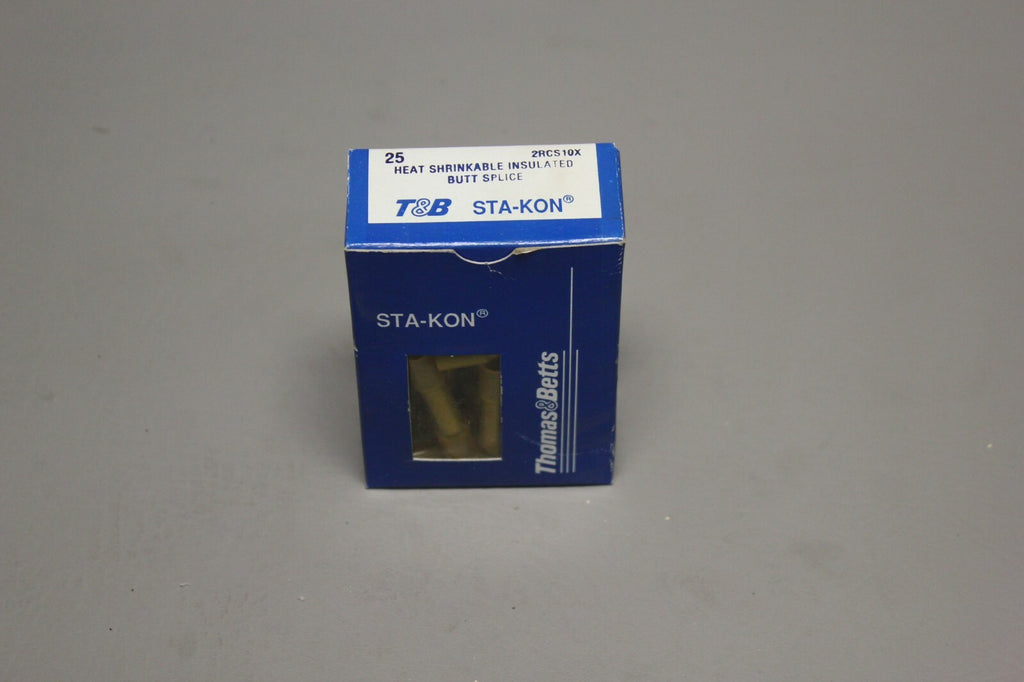 25 2RCS10X
HEAT SHRINKABLE INSULATED
BUTT SPLICE
T&B STA-KON®
STA-KON®
Thomas&Betts